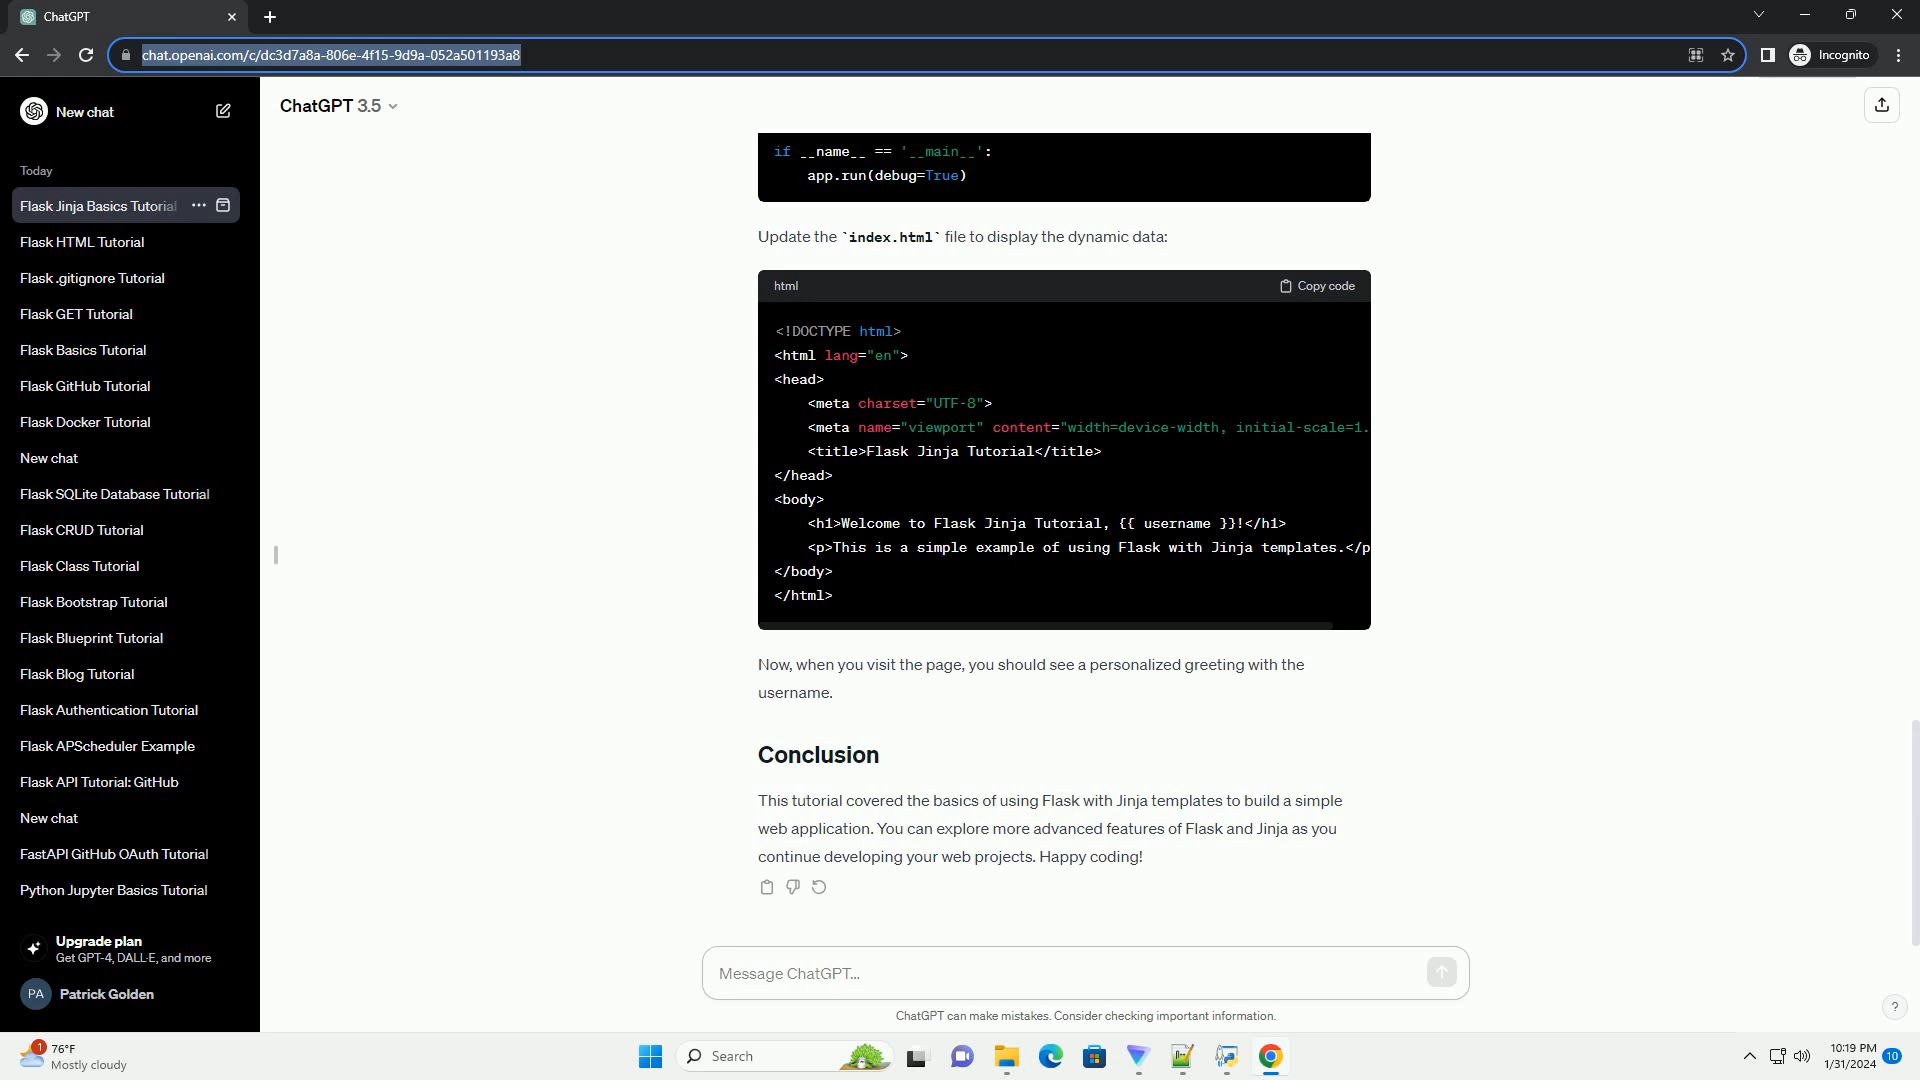 ChatGPT
chat.openai.com/c/dc3d7a8a-806e-4f15-9d9a-052a501193a8
Incognito
New chat
Today
Flask Jinja Basics Tutorial
Flask HTML Tutorial
Flask .gitignore Tutorial
Flask GET Tutorial
Flask Basics Tutorial
Flask GitHub Tutorial
Flask Docker Tutorial
New chat
Flask SQLite Database Tutorial
Flask CRUD Tutorial
Flask Class Tutorial
Flask Bootstrap Tutorial
Flask Blueprint Tutorial
Flask Blog Tutorial
Flask Authentication Tutorial
Flask APScheduler Example
Flask API Tutorial: GitHub
New chat
FastAPI GitHub OAuth Tutorial
Python Jupyter Basics Tutorial
Upgrade plan
Get GPT-4, DALL·E, and more
PA Patrick Golden
ChatGPT 3.5
if __name__ == '__main__':
app.run(debug=True)
Update the `index.html` file to display the dynamic data:
html
Copy code
<!DOCTYPE html>
<html lang="en">
<head>
<meta charset="UTF-8">
<meta name="viewport" content="width=device-width, initial-scale=1.
<title>Flask Jinja Tutorial</title>
</head>
<body>
<h1>Welcome to Flask Jinja Tutorial, {{ username }}!</h1>
<p>This is a simple example of using Flask with Jinja templates.</p
</body>
</html>
Now, when you visit the page, you should see a personalized greeting with the
username.
Conclusion
This tutorial covered the basics of using Flask with Jinja templates to build a simple
web application. You can explore more advanced features of Flask and Jinja as you
continue developing your web projects. Happy coding!
Message ChatGPT...
ChatGPT can make mistakes. Consider checking important information.
?
1
76°F
Mostly cloudy
Search
10:19 PM
1/31/2024
10